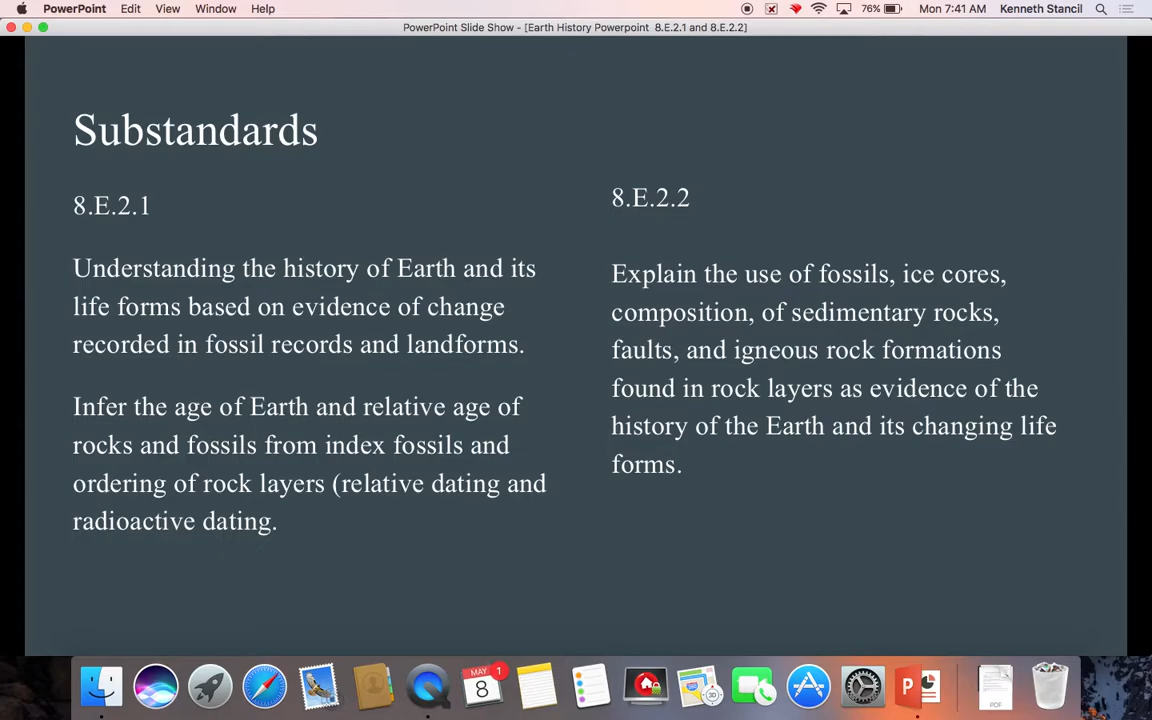 PowerPoint Edit View Window Help 76% Mon 7:41 AM Kenneth Stancil
PowerPoint Slide Show - [Earth History Powerpoint 8.E.2.1 and 8.E.2.2]
Substandards
8.E.2.1
Understanding the history of Earth and its
life forms based on evidence of change
recorded in fossil records and landforms.
Infer the age of Earth and relative age of
rocks and fossils from index fossils and
ordering of rock layers (relative dating and
radioactive dating.
8.E.2.2
Explain the use of fossils, ice cores,
composition, of sedimentary rocks,
faults, and igneous rock formations
found in rock layers as evidence of the
history of the Earth and its changing life
forms.
MAY
8
1
3D
P
PDF